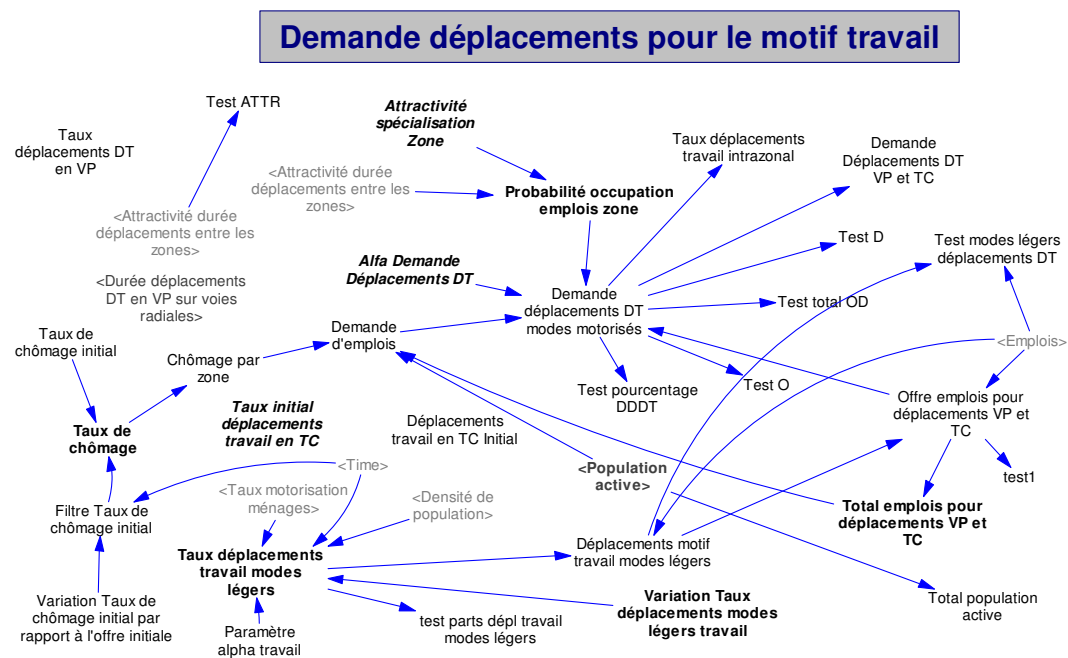 Demande déplacements pour le motif travail
Test ATTR
Attractivité
spécialisation
Zone
Taux
déplacements DT
en VP
Taux déplacements
travail intrazonal
Demande
Déplacements DT
VP et TC
<Attractivité durée
déplacements entre les
zones>
Probabilité occupation
emplois zone
<Attractivité durée
déplacements entre les
zones>
Test D
Test modes légers
déplacements DT
Alfa Demande
Déplacements DT
<Durée déplacements
DT en VP sur voies
radiales>
Demande
déplacements DT
modes motorisés
Test total OD
Taux de
chômage initial
Demande
d'emplois
<Emplois>
Chômage par
zone
Test pourcentage
DDDT
Test O
Offre emplois pour
déplacements VP et
TC
Taux initial
déplacements
travail en TC
Déplacements
travail en TC Initial
Taux de
chômage
<Time>
<Population
active>
test1
<Taux motorisation
ménages>
<Densité de
population>
Filtre Taux de
chômage initial
Total emplois pour
déplacements VP et
TC
Taux déplacements
travail modes
légers
Déplacements motif
travail modes légers
Variation Taux de
chômage initial par
rapport à l'offre initiale
Variation Taux
déplacements modes
légers travail
Total population
active
test parts dépl travail
modes légers
Paramètre
alpha travail